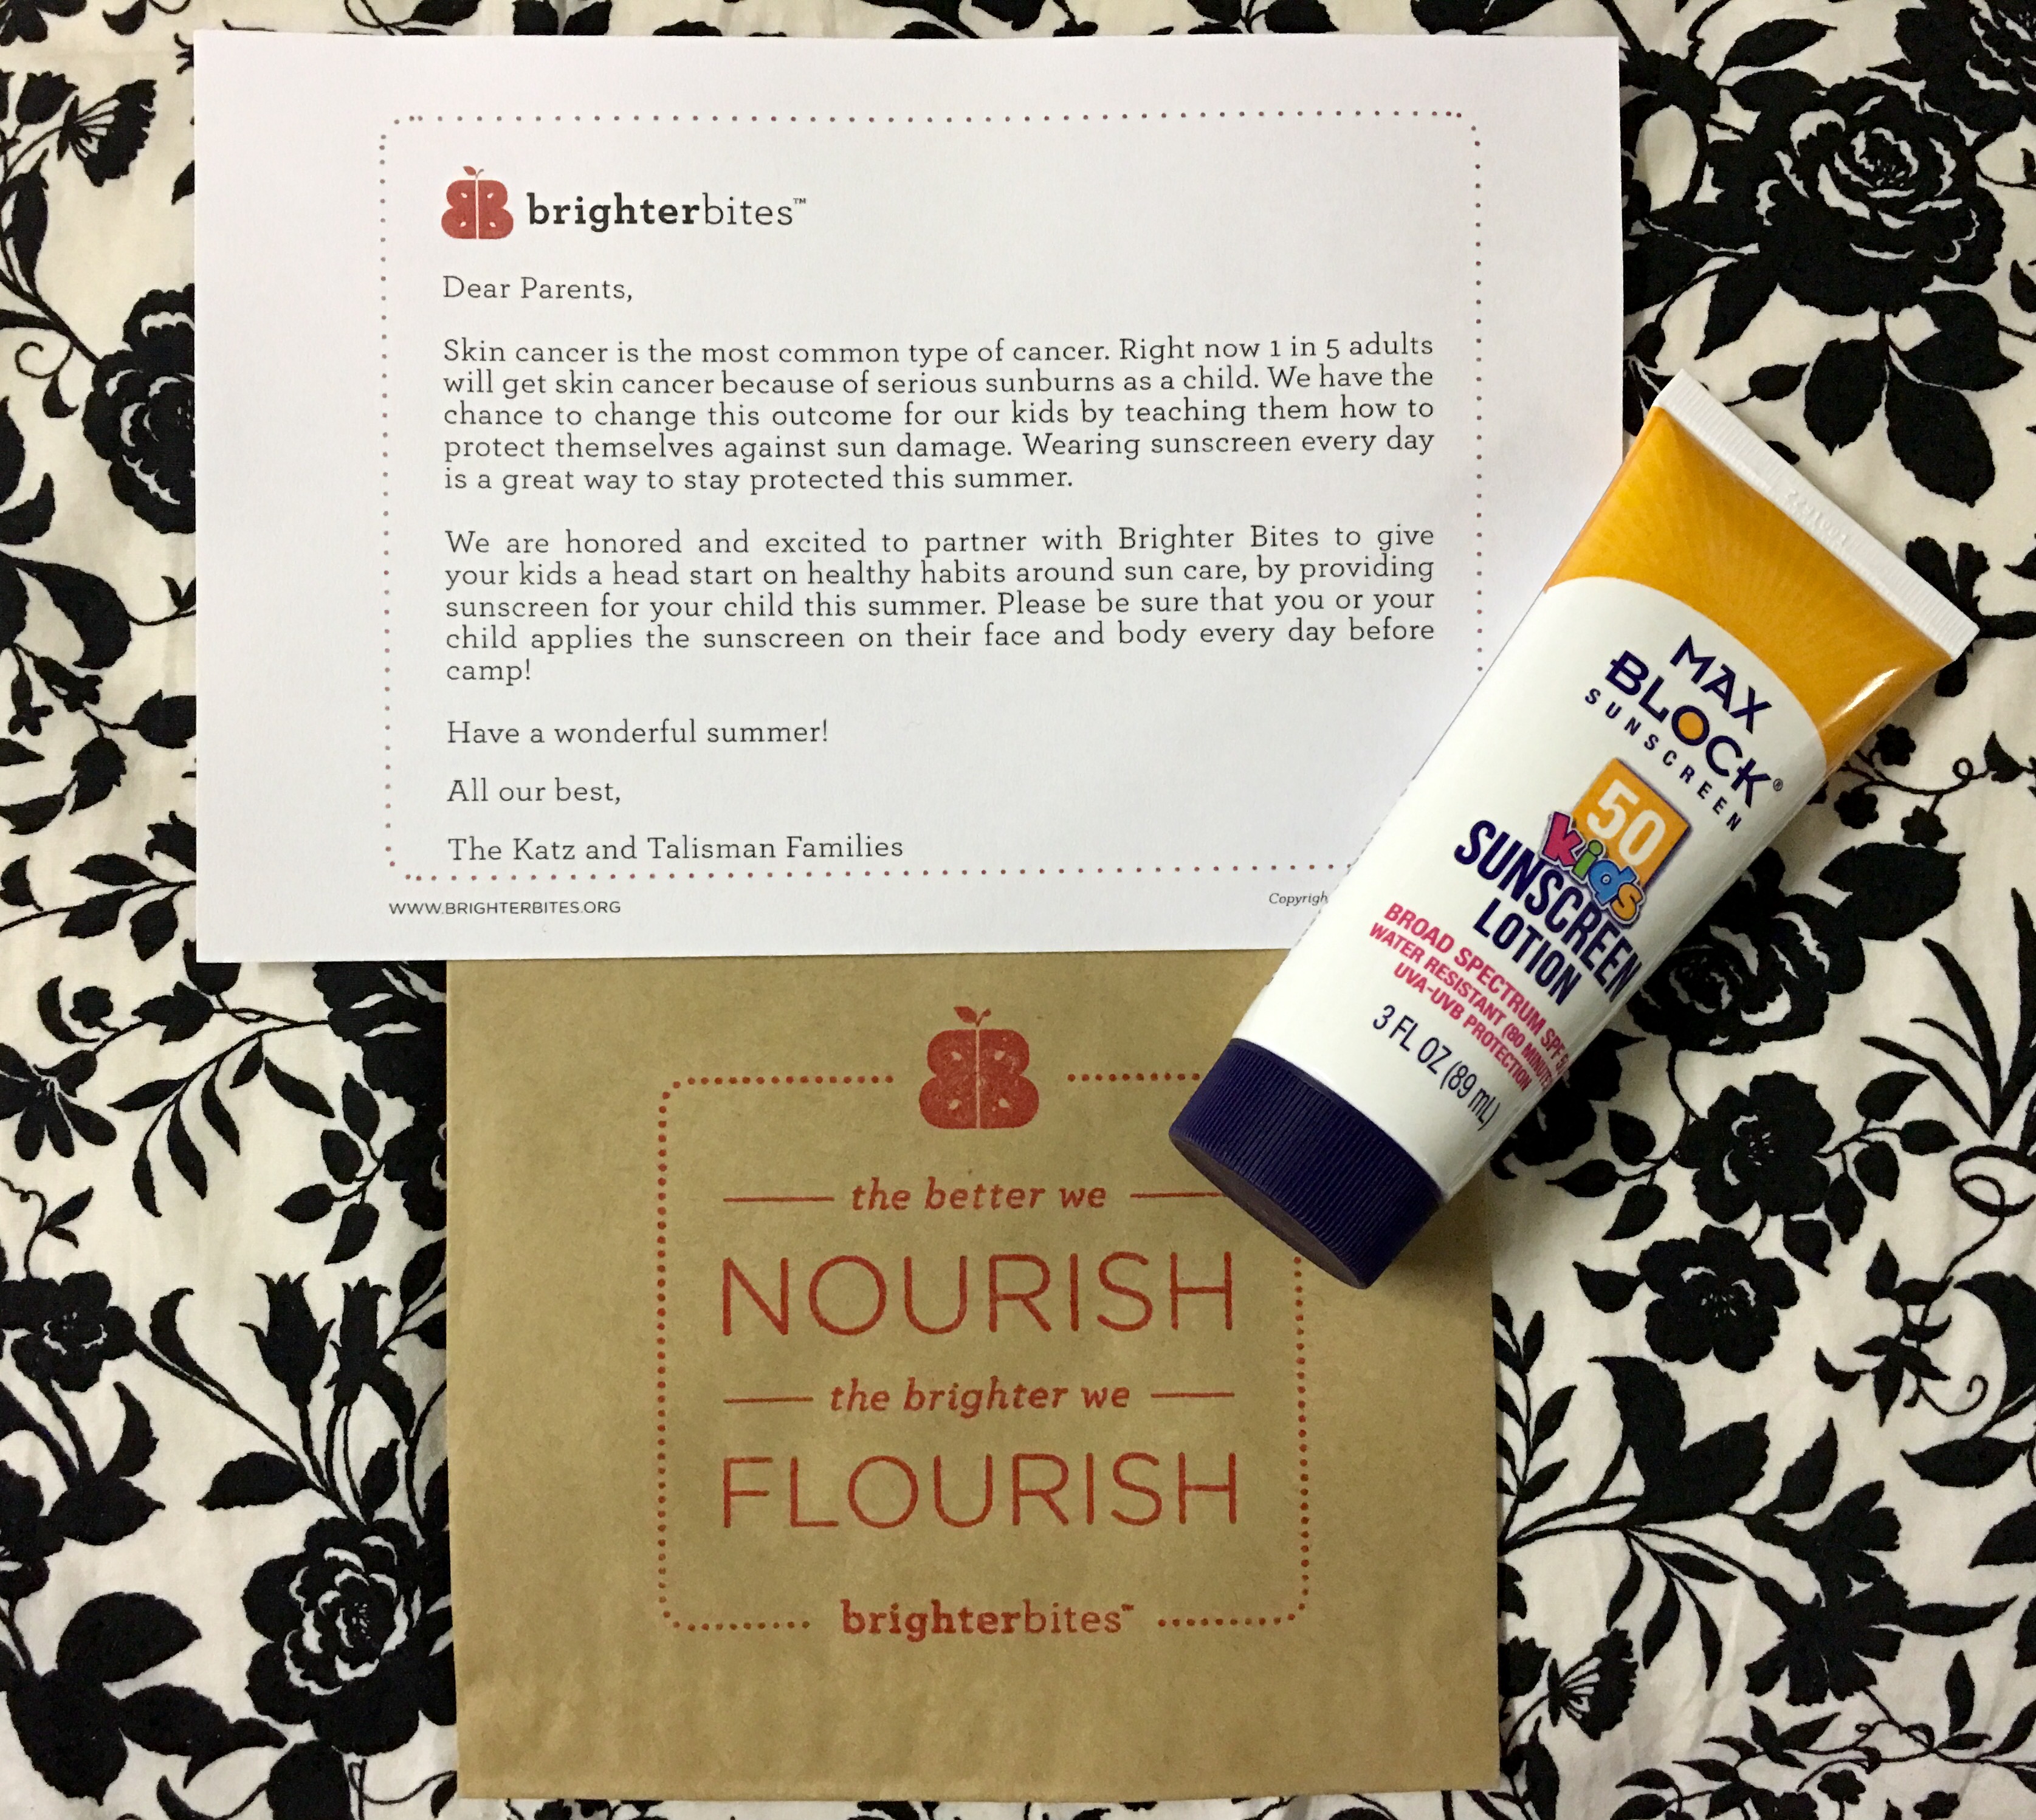 brighterbites™
Dear Parents,
Skin cancer is the most common type of cancer. Right now 1 in 5 adults
will get skin cancer because of serious sunburns as a child. We have the
chance to change this outcome for our kids by teaching them how to
protect themselves against sun damage. Wearing sunscreen every day
is a great way to stay protected this summer.
We are honored and excited to partner with Brighter Bites to give
your kids a head start on healthy habits around sun care, by providing
sunscreen for your child this summer. Please be sure that you or your
child applies the sunscreen on their face and body every day before
camp!
Have a wonderful summer!
All our best,
The Katz and Talisman Families
WWW.BRIGHTERBITES.ORG
MAX
BLOCK®
SUNSCREEN
50
kids
SUNSCREEN
LOTION
BROAD SPECTRUM SPF
WATER RESISTANT (80 MINUTES
UVA-UVB PROTECTION
3 FL OZ (89 mL)
the better we
NOURISH
the brighter we
FLOURISH
brighterbites™